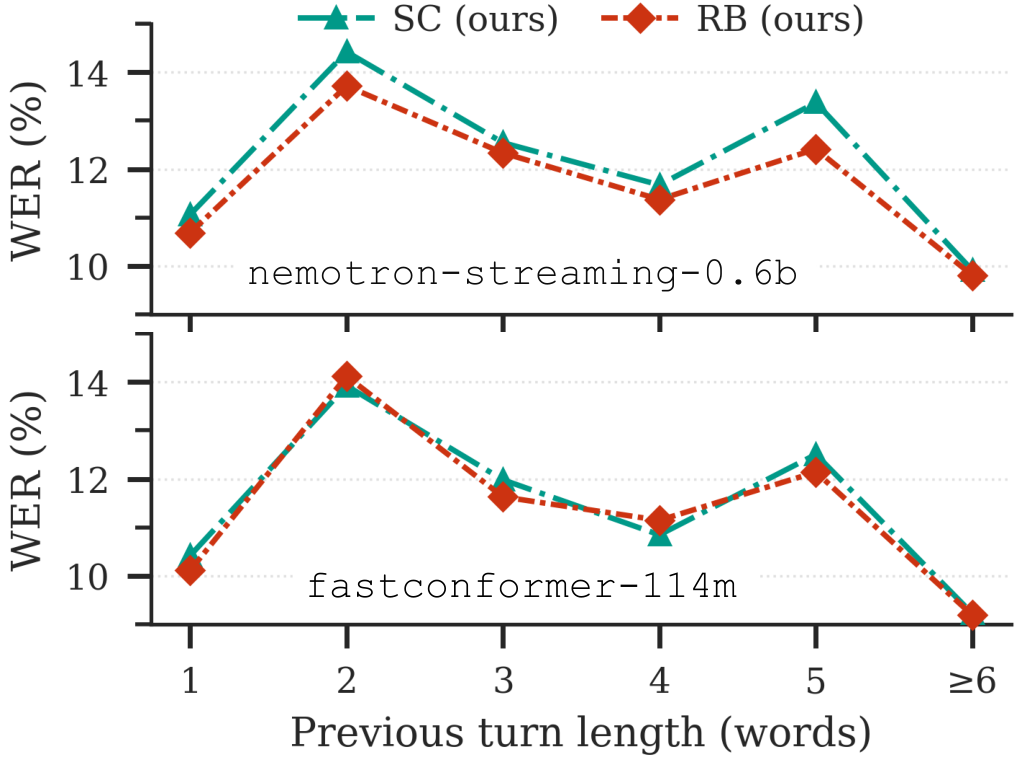 SC (ours) RB (ours)
WER (%)
14
12
10
nemotron-streaming-0.6b
WER (%)
14
12
10
fastconformer-114m
1 2 3 4 5 ≥6
Previous turn length (words)